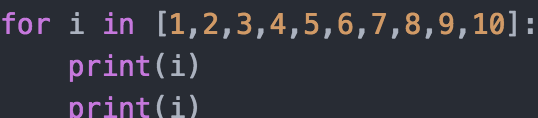 for i in [1,2,3,4,5,6,7,8,9,10]:
    print(i)
    print(i)